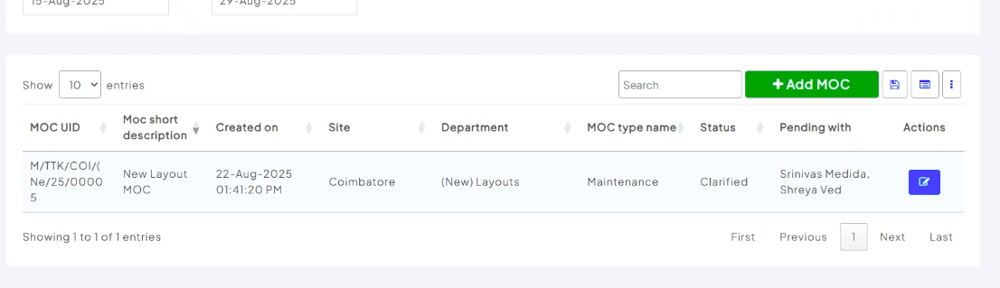 15-Aug-2025 29-Aug-2025
Show 10 entries Search + Add MOC
MOC UID Moc short description Created on Site Department MOC type name Status Pending with Actions
M/TTK/COI/(
Ne/25/0000
5
New Layout
MOC
22-Aug-2025
01:41:20 PM
Coimbatore
(New) Layouts
Maintenance
Clarified
Srinivas Medida,
Shreya Ved
Showing 1 to 1 of 1 entries First Previous 1 Next Last